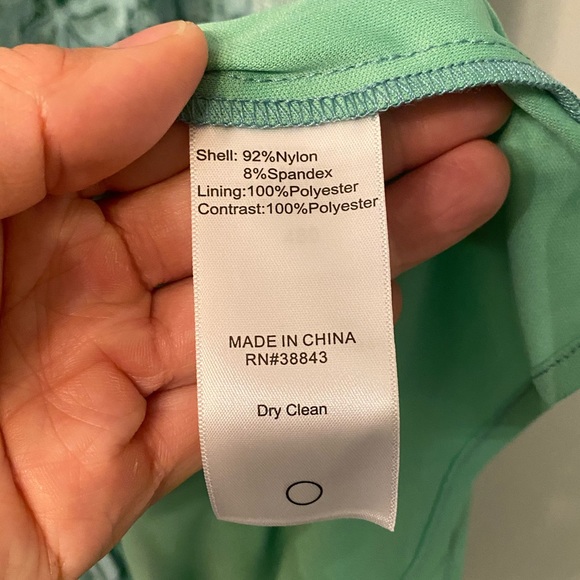 Shell: 92%Nylon
8%Spandex
Lining:100%Polyester
Contrast:100%Polyester
MADE IN CHINA
RN#38843
Dry Clean